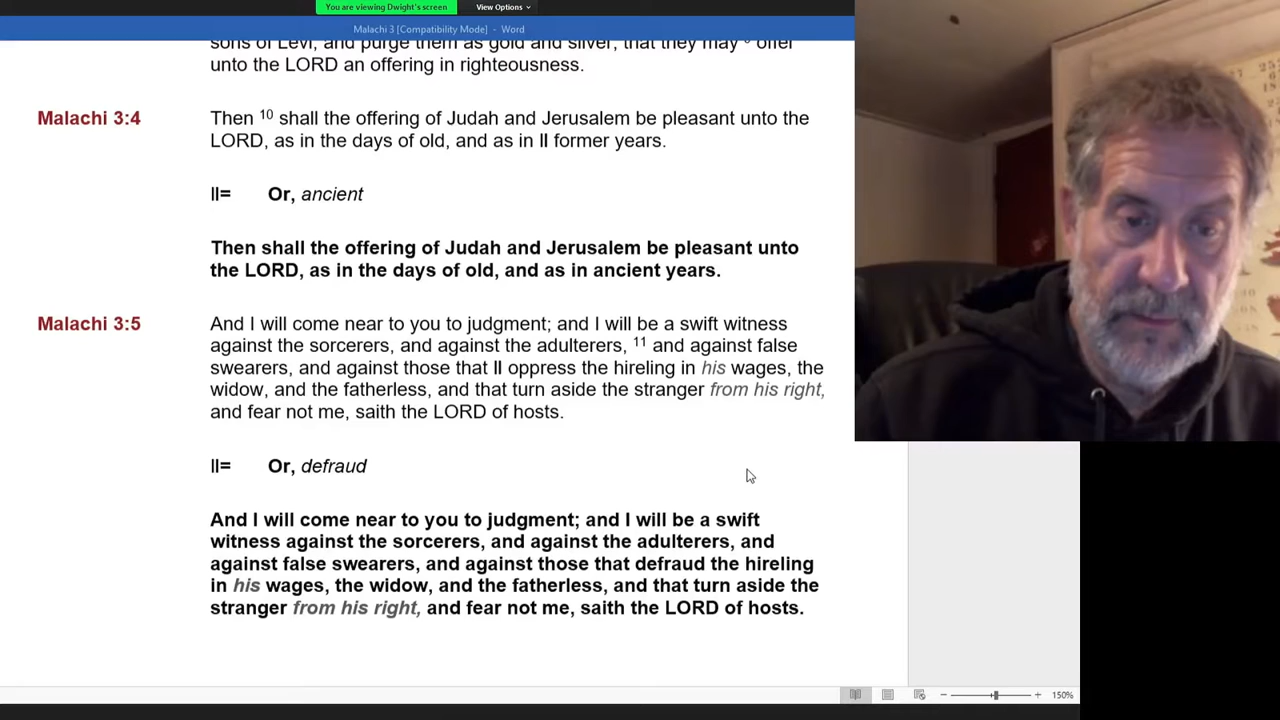 You are viewing Dwight's screen
View Options
Malachi 3 [Compatibility Mode] - Word
sons of Levi, and purge them as gold and silver, that they may offer
unto the LORD an offering in righteousness.
Malachi 3:4
Then 10 shall the offering of Judah and Jerusalem be pleasant unto the
LORD, as in the days of old, and as in ll former years.
ll= Or, ancient
Then shall the offering of Judah and Jerusalem be pleasant unto
the LORD, as in the days of old, and as in ancient years.
Malachi 3:5
And I will come near to you to judgment; and I will be a swift witness
against the sorcerers, and against the adulterers, 11 and against false
swearers, and against those that ll oppress the hireling in his wages, the
widow, and the fatherless, and that turn aside the stranger from his right,
and fear not me, saith the LORD of hosts.
ll= Or, defraud
And I will come near to you to judgment; and I will be a swift
witness against the sorcerers, and against the adulterers, and
against false swearers, and against those that defraud the hireling
in his wages, the widow, and the fatherless, and that turn aside the
stranger from his right, and fear not me, saith the LORD of hosts.
150%